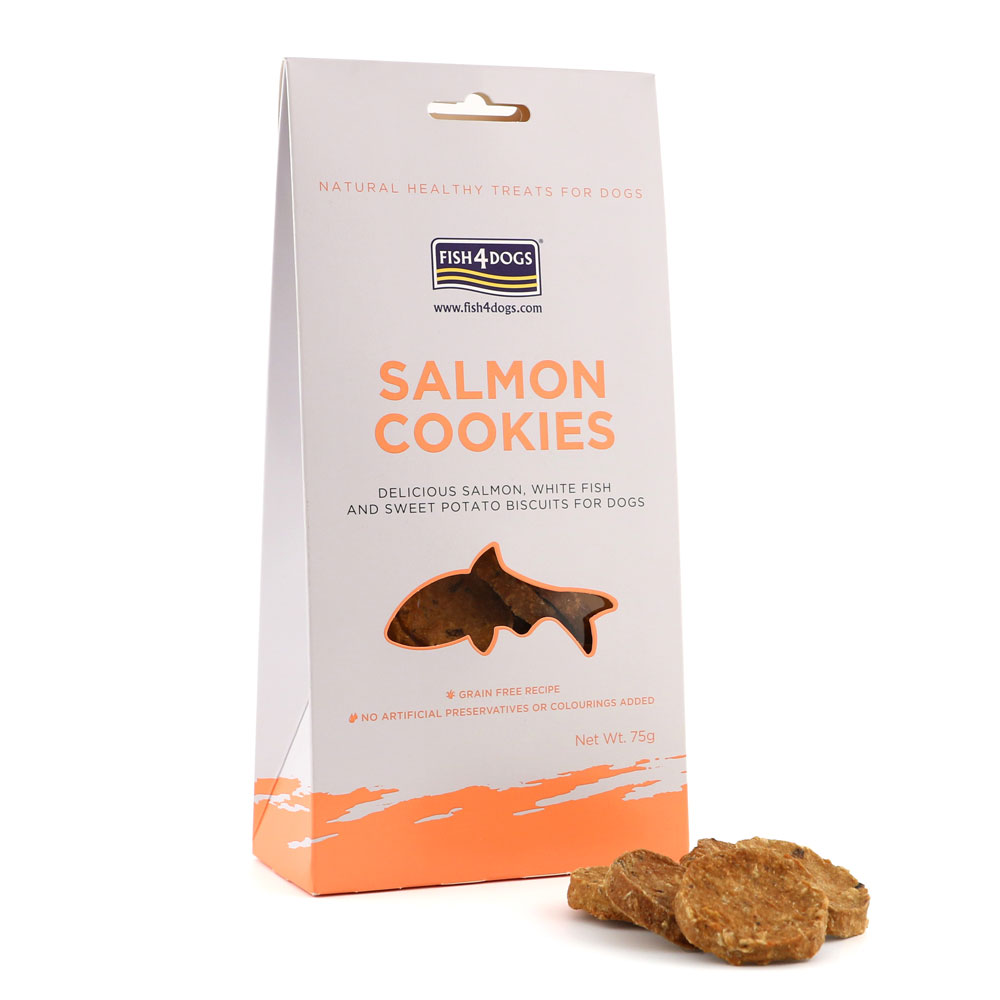 NATURAL HEALTHY TREATS FOR DOGS
FISH4DOGS®
www.fish4dogs.com
SALMON
COOKIES
DELICIOUS SALMON, WHITE FISH
AND SWEET POTATO BISCUITS FOR DOGS
GRAIN FREE RECIPE
NO ARTIFICIAL PRESERVATIVES OR COLOURINGS ADDED
Net Wt. 75g